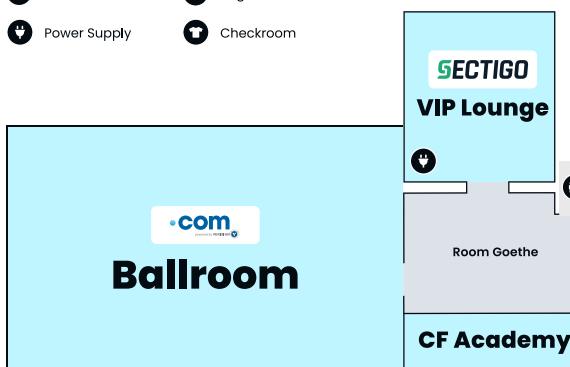 Power Supply
Checkroom
SECTIGO
VIP Lounge
.com
Ballroom
Room Goethe
CF Academy